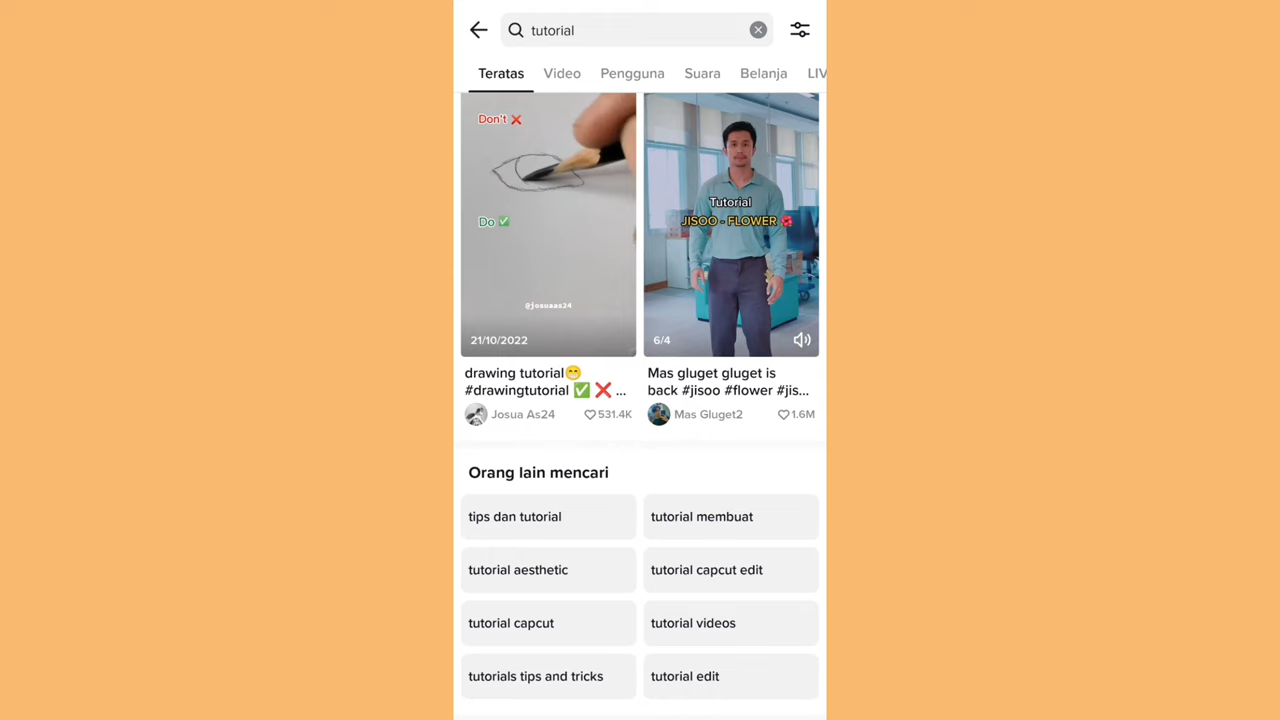 tutorial
Teratas Video Pengguna Suara Belanja LIV
Don't ❌
Do ✅
@josuaas24
21/10/2022
Tutorial
JISOO - FLOWER 🌺
6/4
drawing tutorial😁
#drawingtutorial ✅ ❌ ...
Josua As24 531.4K
Mas gluget gluget is
back #jisoo #flower #jis...
Mas Gluget2 1.6M
Orang lain mencari
tips dan tutorial
tutorial membuat
tutorial aesthetic
tutorial capcut edit
tutorial capcut
tutorial videos
tutorials tips and tricks
tutorial edit